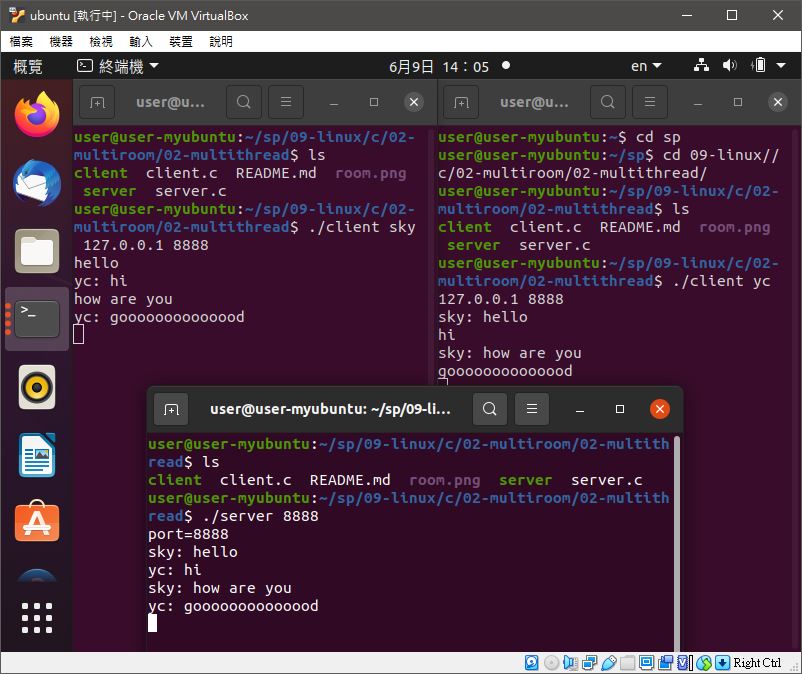 ubuntu [執行中] - Oracle VM VirtualBox
檔案 機器 檢視 輸入 裝置 說明
概覽 終端機 6月9日 14：05 en
user@u...
user@user-myubuntu:~/sp/09-linux/c/02-
multiroom/02-multithread$ ls
client client.c README.md room.png
server server.c
user@user-myubuntu:~/sp/09-linux/c/02-
multiroom/02-multithread$ ./client sky
127.0.0.1 8888
hello
yc: hi
how are you
yc: goooooooooooood
user@u...
user@user-myubuntu:~$ cd sp
user@user-myubuntu:~/sp$ cd 09-linux//
c/02-multiroom/02-multithread/
user@user-myubuntu:~/sp/09-linux/c/02-
multiroom/02-multithread$ ls
client client.c README.md room.png
server server.c
user@user-myubuntu:~/sp/09-linux/c/02-
multiroom/02-multithread$ ./client yc
127.0.0.1 8888
sky: hello
hi
sky: how are you
goooooooooooood
user@user-myubuntu: ~/sp/09-li...
user@user-myubuntu:~/sp/09-linux/c/02-multiroom/02-multith
read$ ls
client client.c README.md room.png server server.c
user@user-myubuntu:~/sp/09-linux/c/02-multiroom/02-multith
read$ ./server 8888
port=8888
sky: hello
yc: hi
sky: how are you
yc: goooooooooooood
Right Ctrl